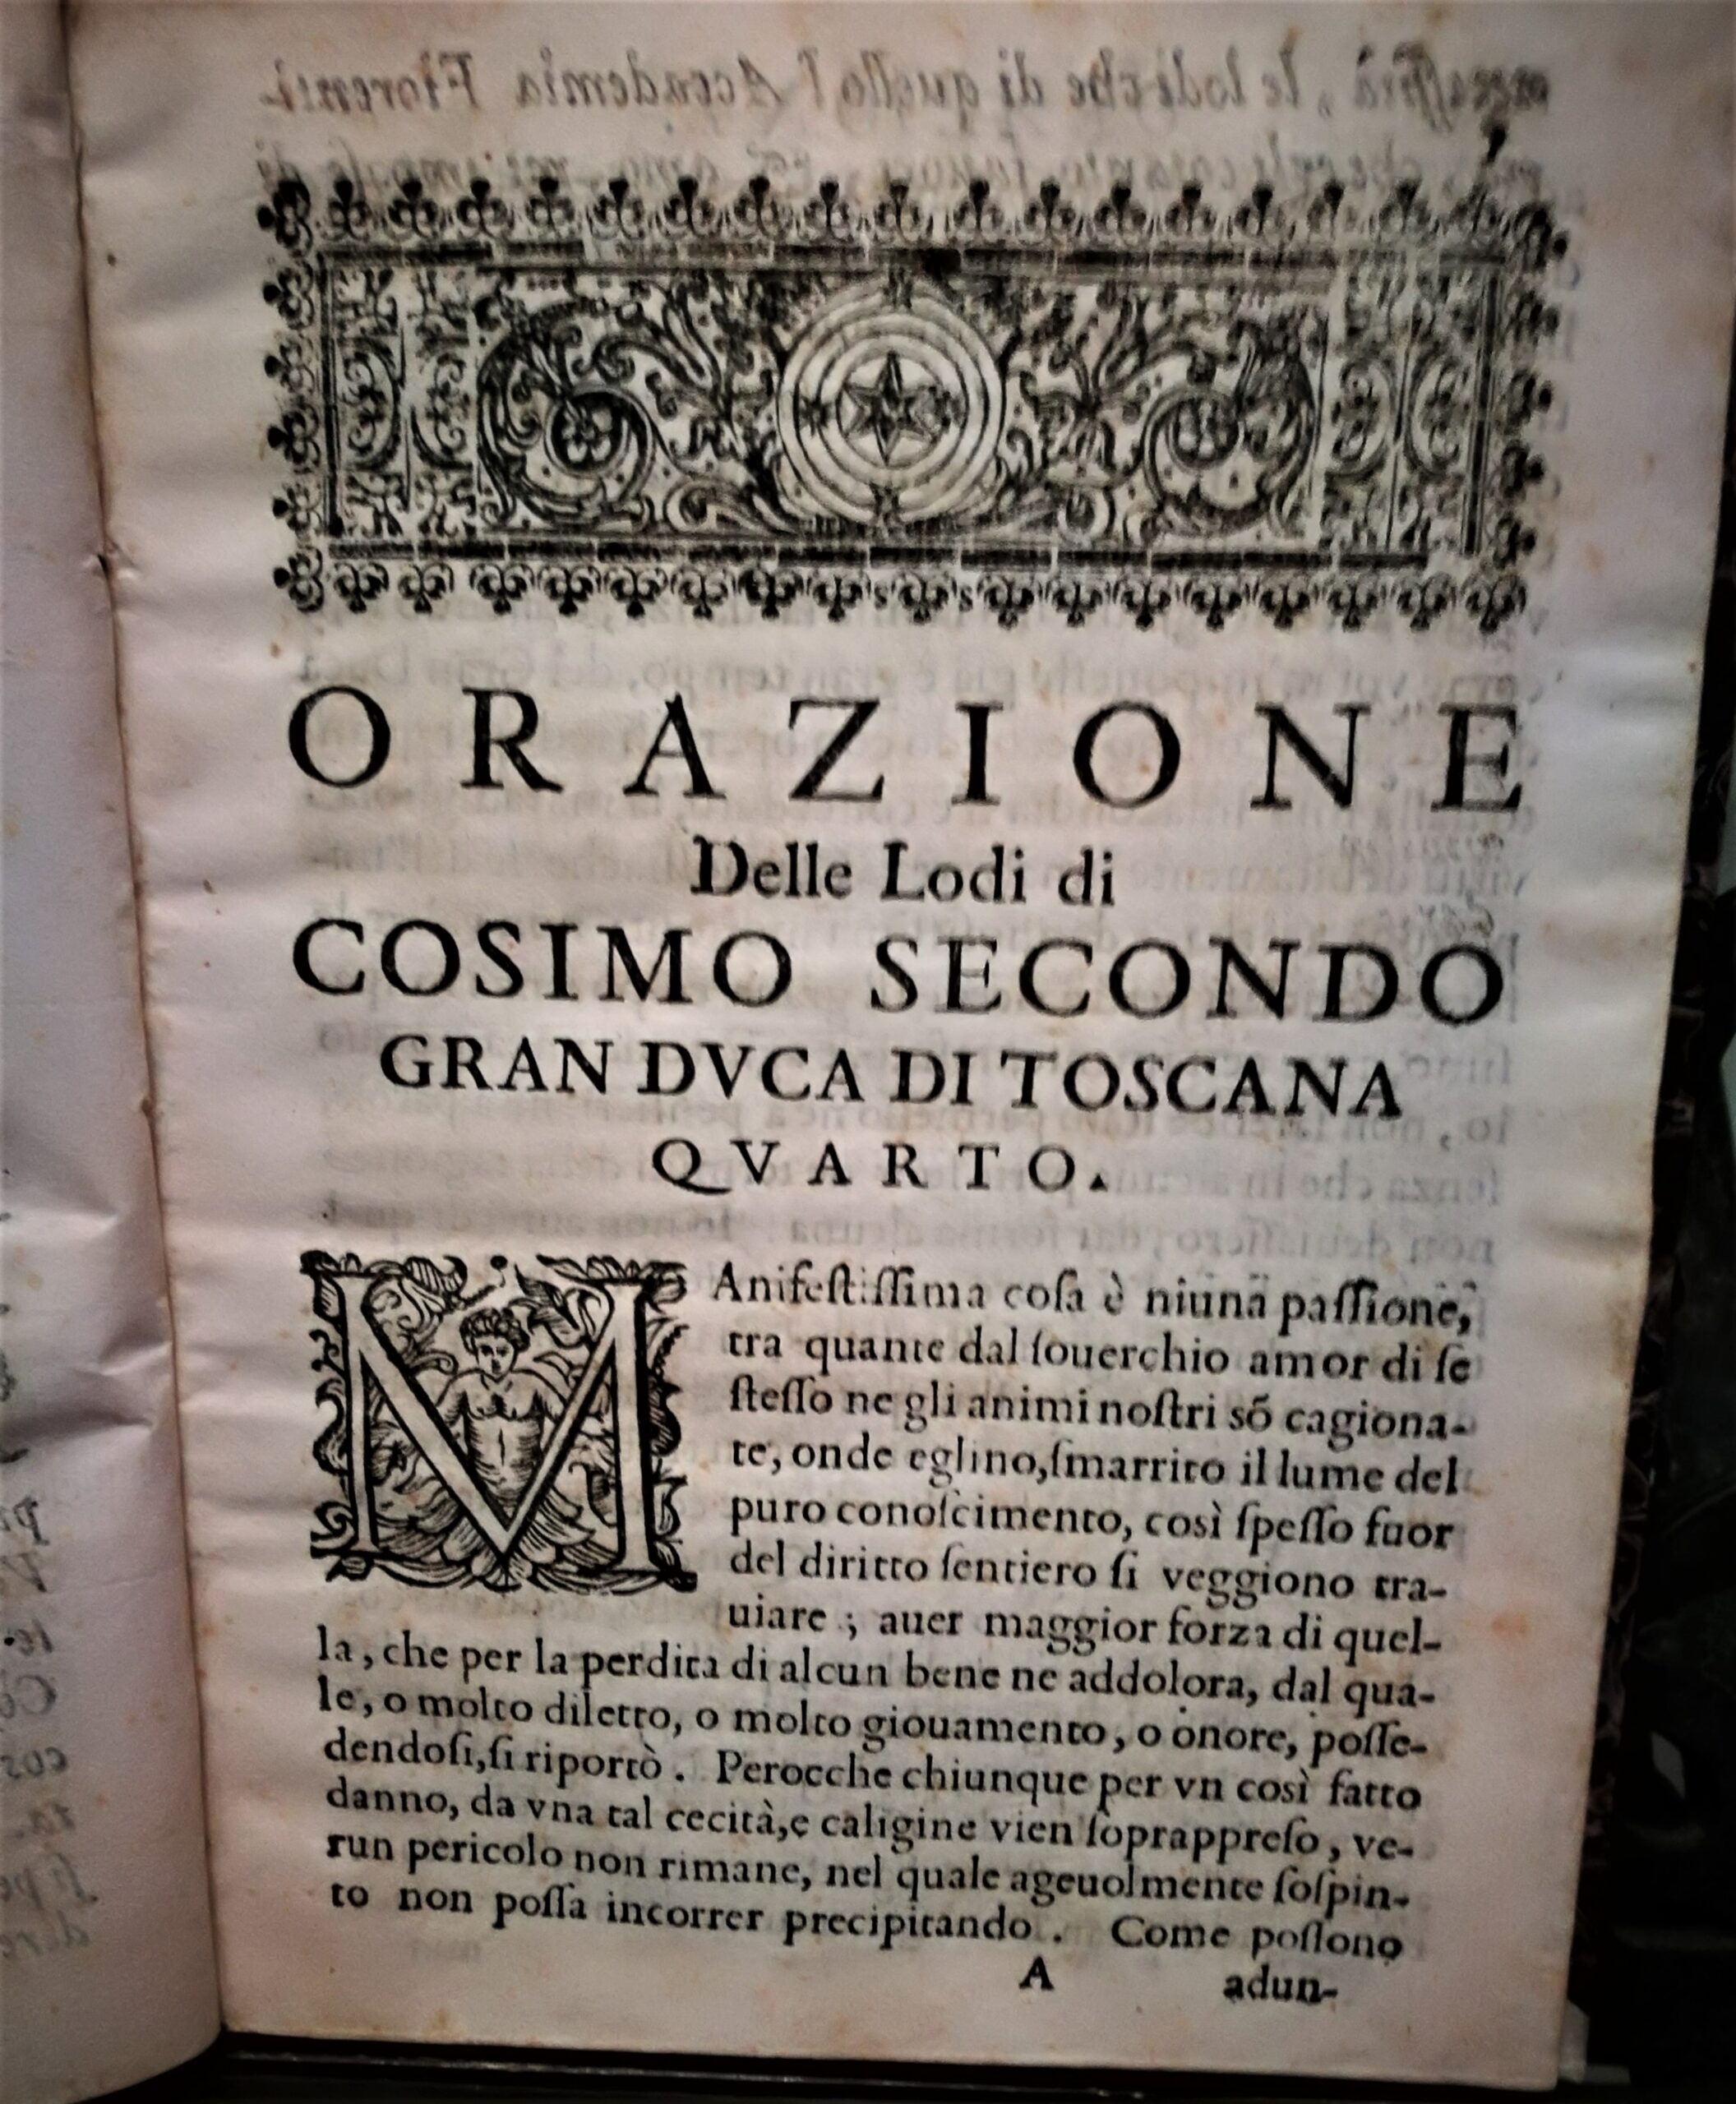 ORAZIONE
Delle Lodi di
COSIMO SECONDO
GRAN DVCA DI TOSCANA
QVARTO.
MAnifestiſſima coſa è niuna paſſione,
tra quante dal ſouerchio amor di ſe
ſteſſo ne gli animi noſtri sõ cagiona-
te, onde eglino, ſmarrito il lume del
puro conoſcimento, così ſpeſſo fuor
del diritto ſentiero ſi veggiono tra-
uiare ; auer maggior forza di quel-
la, che per la perdita di alcun bene ne addolora, dal qua-
le, o molto diletto, o molto giouamento, o onore, poſſe-
dendoſi, ſi riportò . Perocche chiunque per vn così fatto
danno, da vna tal cecità, e caligine vien ſoprappreſo, ve-
run pericolo non rimane, nel quale ageuolmente ſoſpin-
to non poſſa incorrer precipitando . Come poſſono
A adun-